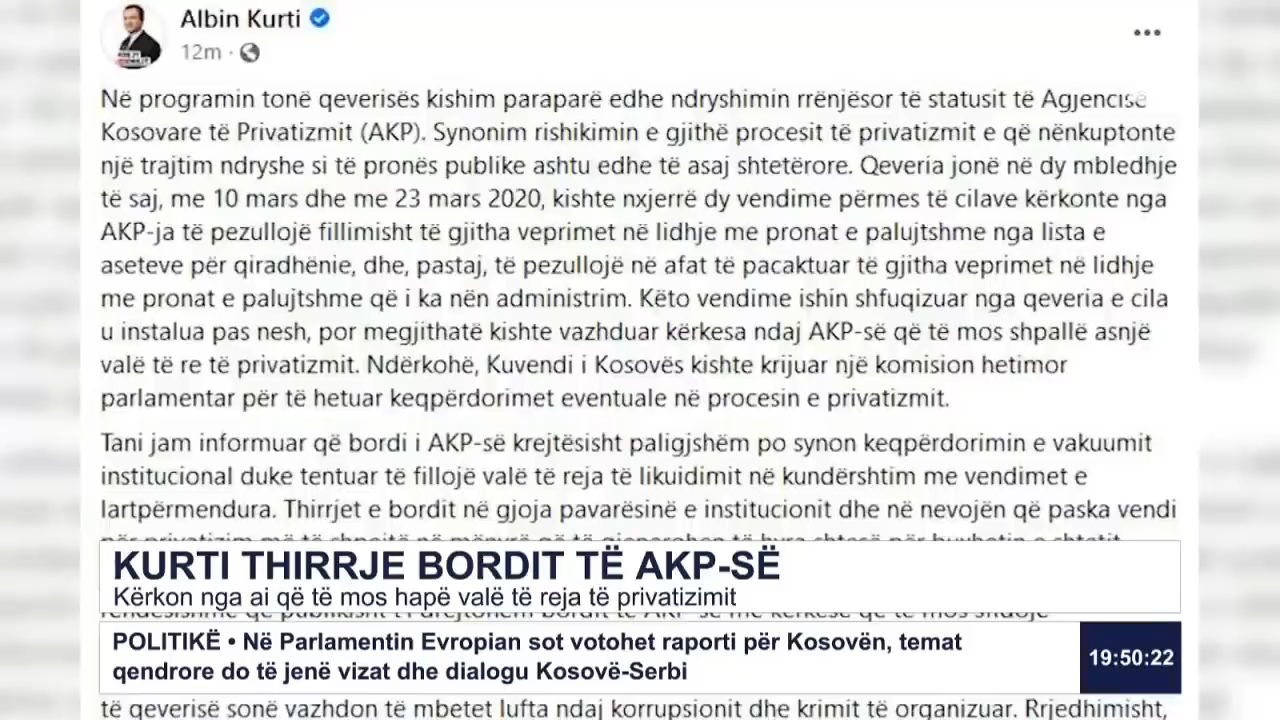 Albin Kurti
12m ·
Në programin tonë qeverisës kishim paraparë edhe ndryshimin rrënjësor të statusit të Agjencisë
Kosovare të Privatizmit (AKP). Synonim rishikimin e gjithë procesit të privatizmit e që nënkuptonte
një trajtim ndryshe si të pronës publike ashtu edhe të asaj shtetërore. Qeveria jonë në dy mbledhje
të saj, me 10 mars dhe me 23 mars 2020, kishte nxjerrë dy vendime përmes të cilave kërkonte nga
AKP-ja të pezullojë fillimisht të gjitha veprimet në lidhje me pronat e palujtshme nga lista e
aseteve për qiradhënie, dhe, pastaj, të pezullojë në afat të pacaktuar të gjitha veprimet në lidhje
me pronat e palujtshme që i ka nën administrim. Këto vendime ishin shfuqizuar nga qeveria e cila
u instalua pas nesh, por megjithatë kishte vazhduar kërkesa ndaj AKP-së që të mos shpallë asnjë
valë të re të privatizmit. Ndërkohë, Kuvendi i Kosovës kishte krijuar një komision hetimor
parlamentar për të hetuar keqpërdorimet eventuale në procesin e privatizmit.
Tani jam informuar që bordi i AKP-së krejtësisht paligjshëm po synon keqpërdorimin e vakuumit
institucional duke tentuar të fillojë valë të reja të likuidimit në kundërshtim me vendimet e
lartpërmendura. Thirrjet e bordit në gjoja pavarësinë e institucionit dhe në nevojën që paska vendi
KURTI THIRRJE BORDIT TË AKP-SË
Kërkon nga ai që të mos hapë valë të reja të privatizimit
POLITIKË • Në Parlamentin Evropian sot votohet raporti për Kosovën, temat
qendrore do të jenë vizat dhe dialogu Kosovë-Serbi
19:50:22
të qeverisë sonë vazhdon të mbetet lufta ndaj korrupsionit dhe krimit të organizuar. Rrjedhimisht,